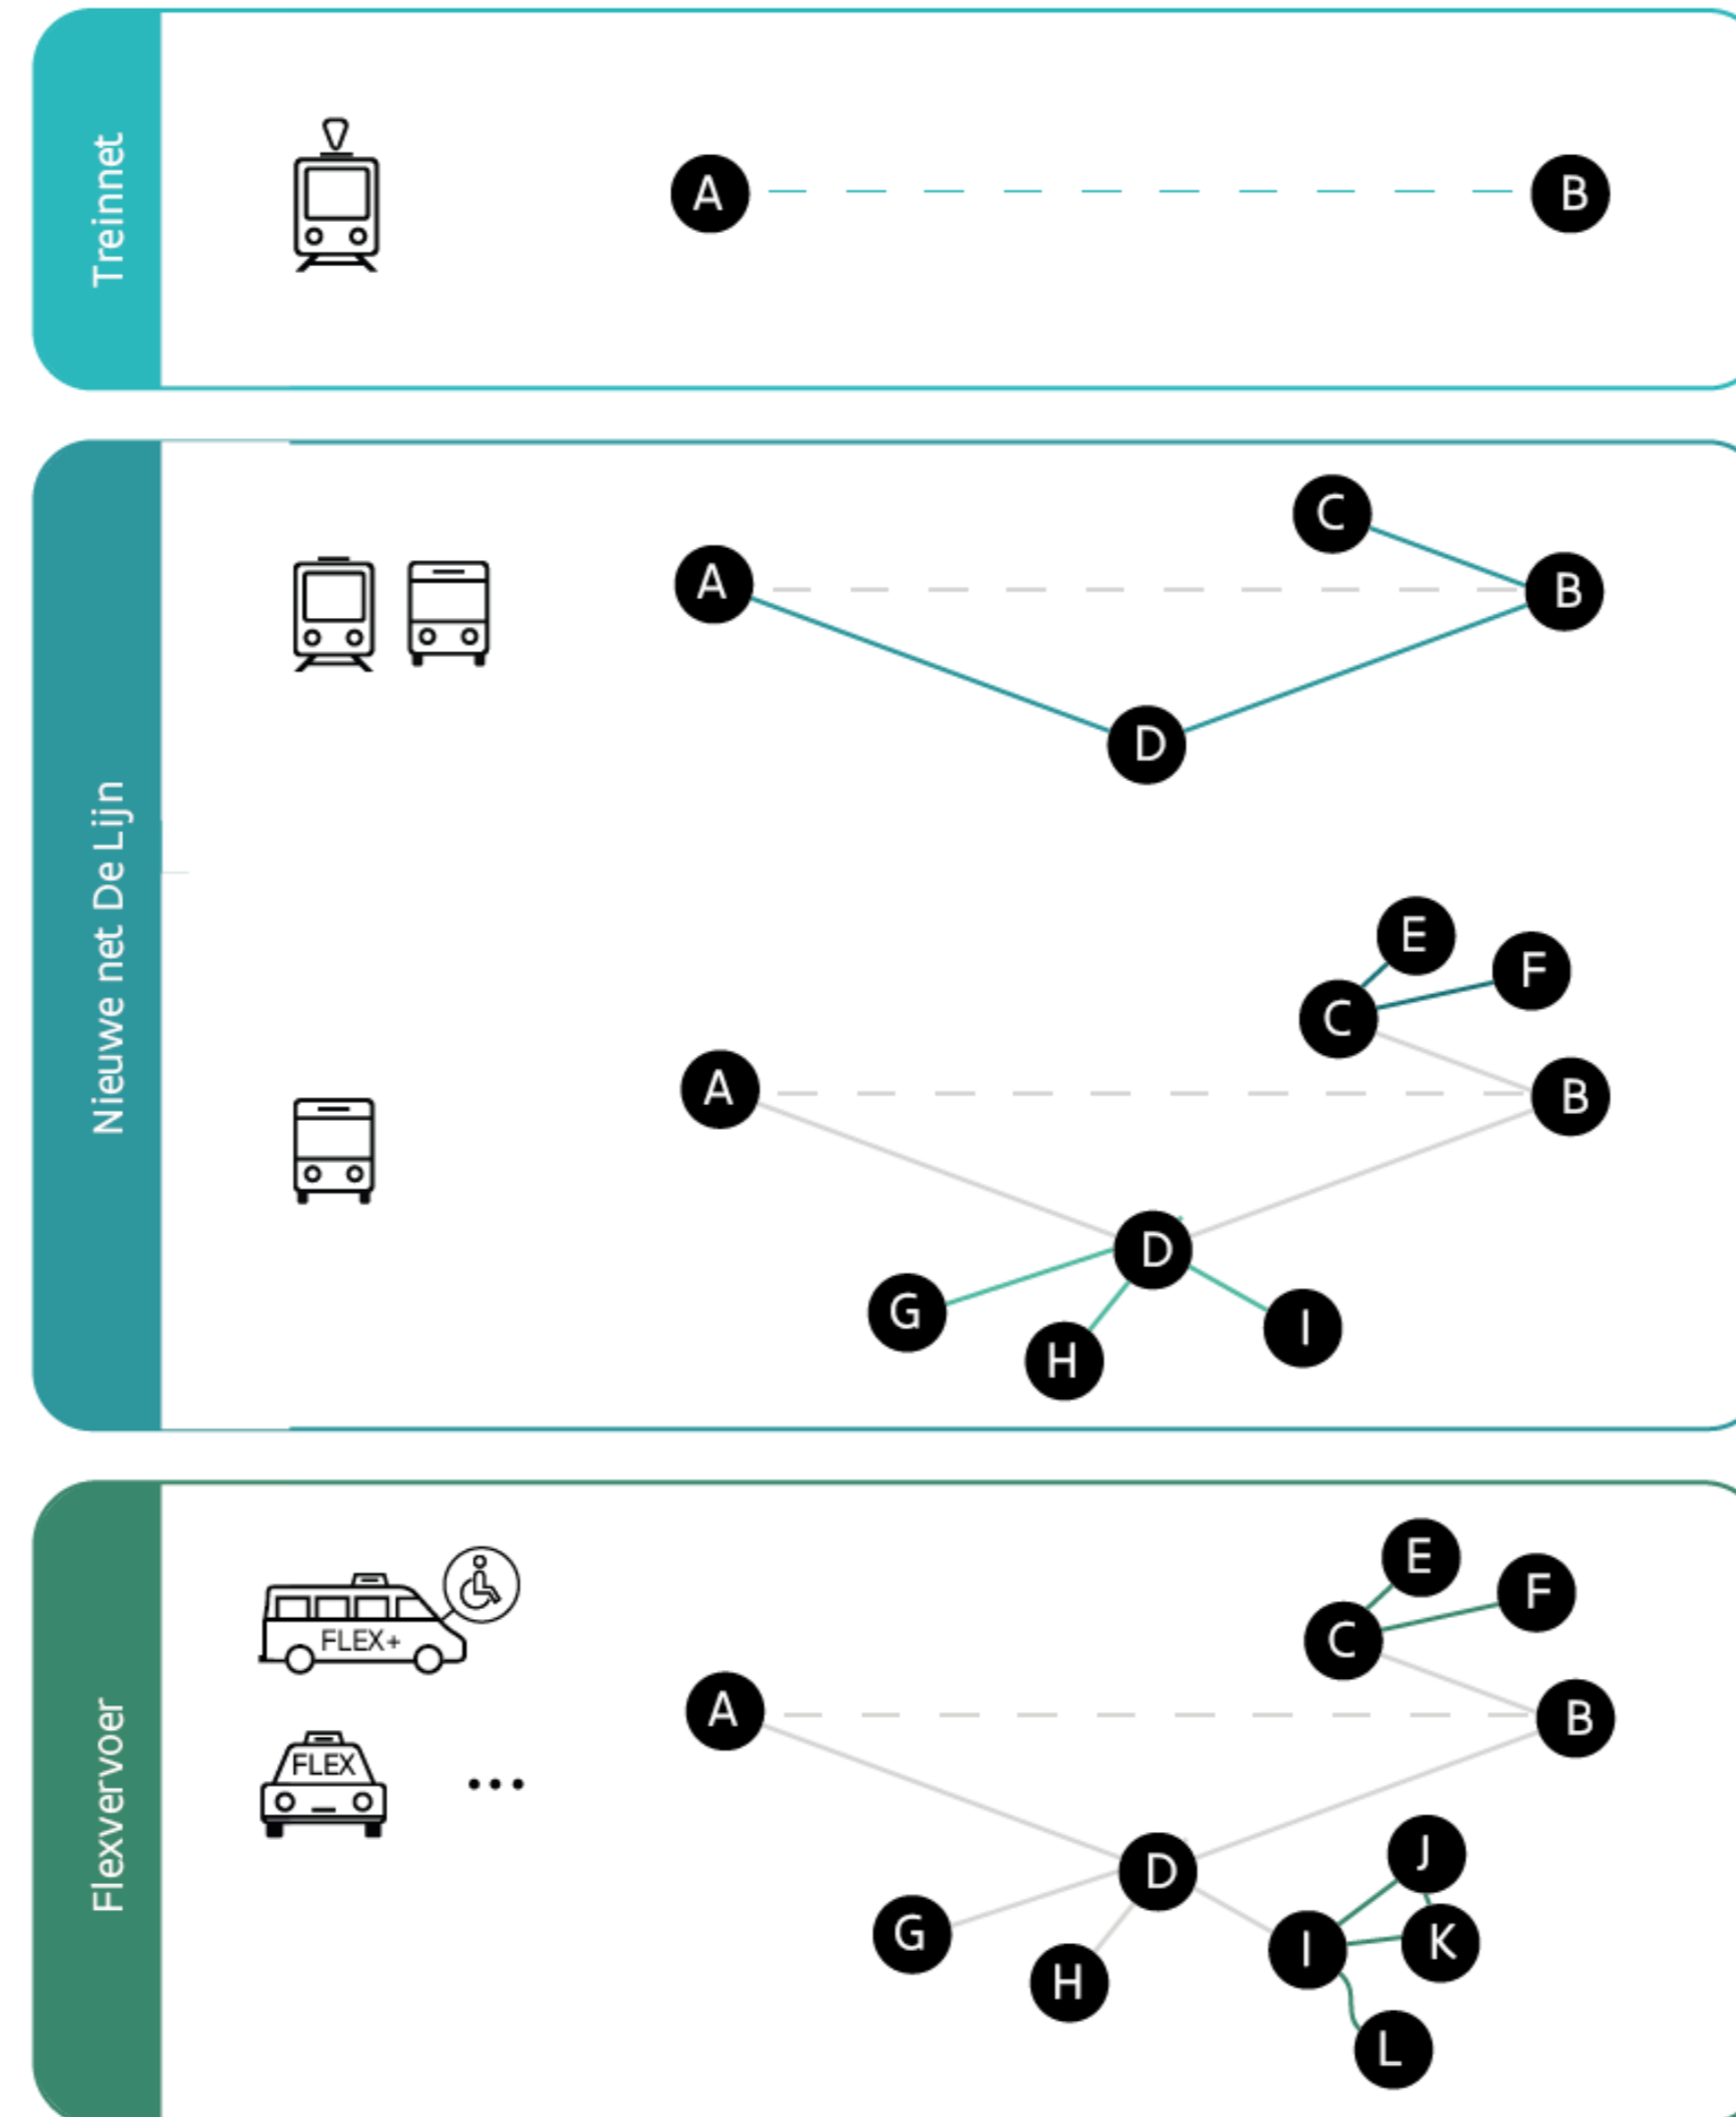 Treinnet
A
B
Nieuwe net De Lijn
C
A
B
D
E
F
C
A
B
D
G
I
H
Flexvervoer
E
FLEX+
F
C
A
B
FLEX
J
D
G
K
I
H
L